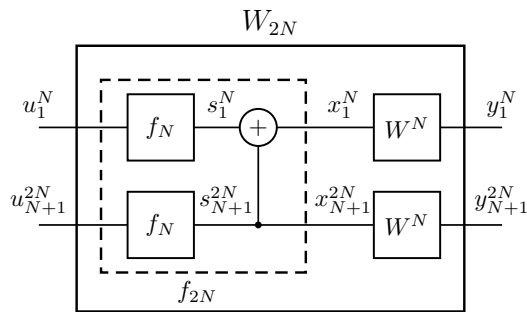 W_{2N}
u_1^N f_N s_1^N + x_1^N W^N y_1^N
u_{N+1}^{2N} f_N s_{N+1}^{2N} x_{N+1}^{2N} W^N y_{N+1}^{2N}
f_{2N}